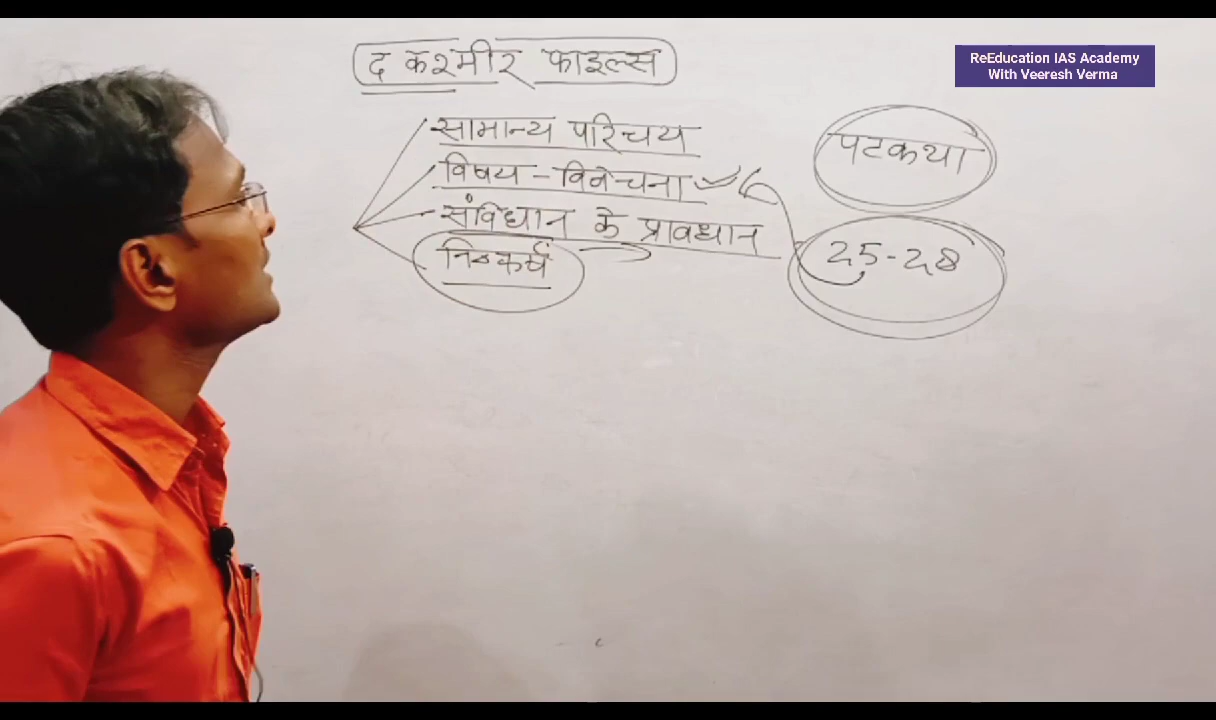 द कश्मीर फाइल्स
ReEducation IAS Academy
With Veeresh Verma
सामान्य परिचय
विषय - विवेचना
संविधान के प्रावधान
निष्कर्ष
पटकथा
25-28